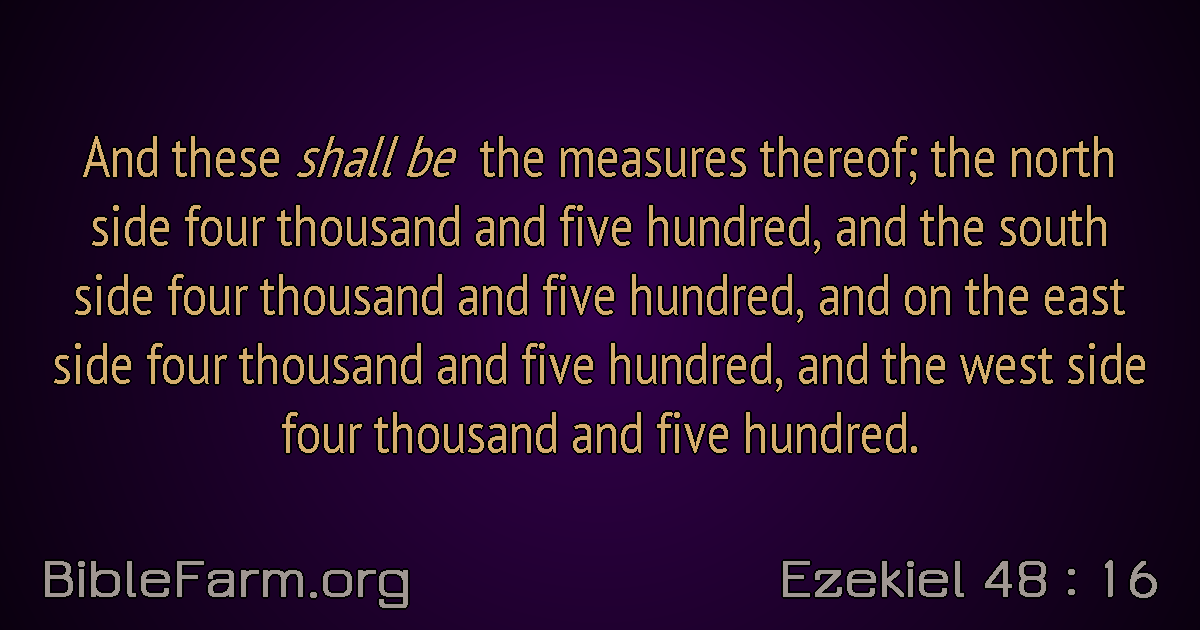 And these shall be the measures thereof; the north
side four thousand and five hundred, and the south
side four thousand and five hundred, and on the east
side four thousand and five hundred, and the west side
four thousand and five hundred.
BibleFarm.org
Ezekiel 48 : 16